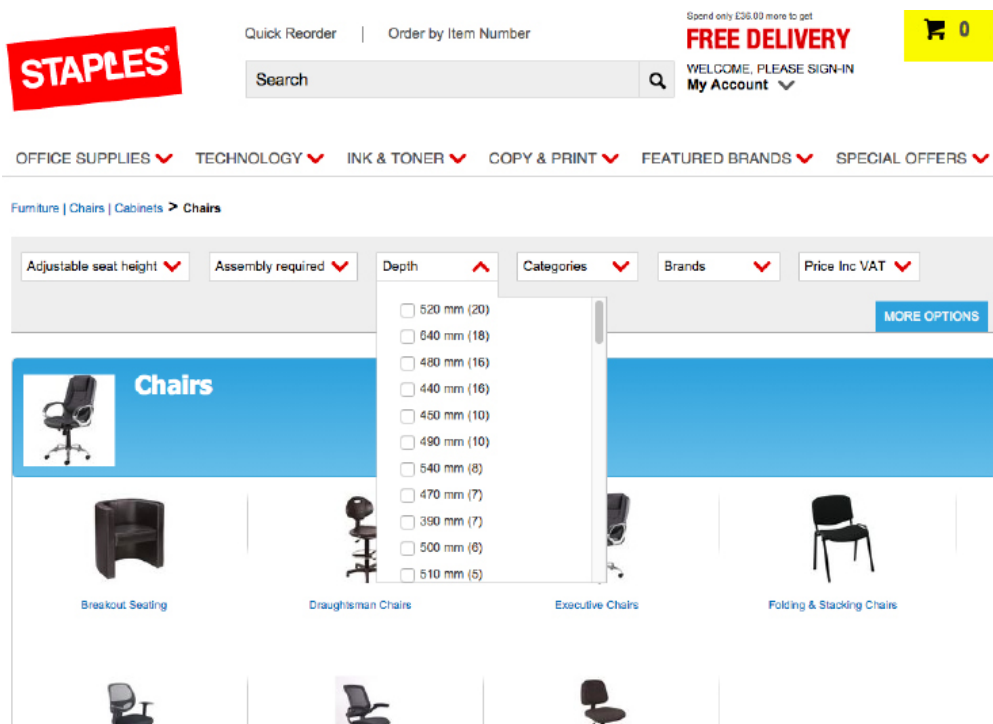 Spend only £36.00 more to get
Quick Reorder | Order by Item Number
FREE DELIVERY
0
STAPLES
Search
WELCOME, PLEASE SIGN-IN
My Account
OFFICE SUPPLIES TECHNOLOGY INK & TONER COPY & PRINT FEATURED BRANDS SPECIAL OFFERS
Furniture | Chairs | Cabinets > Chairs
Adjustable seat height Assembly required Depth Categories Brands Price Inc VAT
520 mm (20)
640 mm (18)
480 mm (16)
440 mm (16)
450 mm (10)
490 mm (10)
540 mm (8)
470 mm (7)
390 mm (7)
500 mm (6)
510 mm (5)
MORE OPTIONS
Chairs
Breakout Seating
Draughtsman Chairs
Executive Chairs
Folding & Stacking Chairs